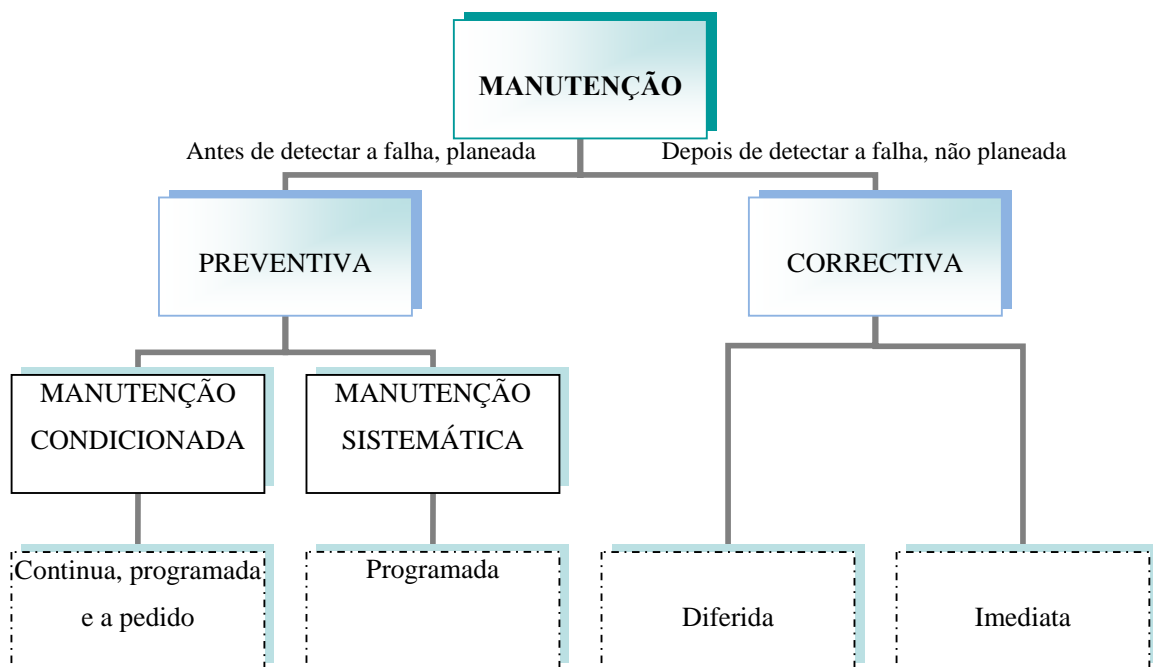 MANUTENÇÃO
Antes de detectar a falha, planeada
Depois de detectar a falha, não planeada
PREVENTIVA
CORRECTIVA
MANUTENÇÃO
CONDICIONADA
MANUTENÇÃO
SISTEMÁTICA
Continua, programada
e a pedido
Programada
Diferida
Imediata